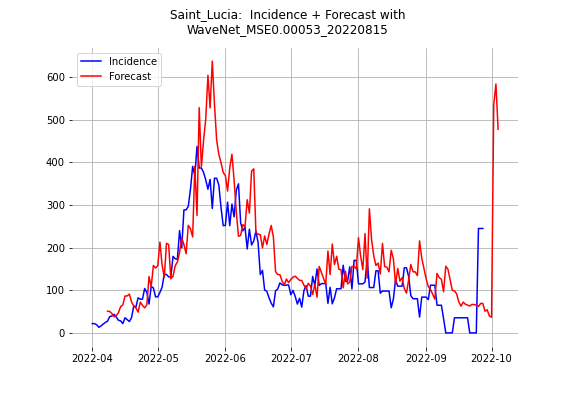 Saint_Lucia:  Incidence + Forecast with
WaveNet_MSE0.00053_20220815
Incidence
Forecast
600
500
400
300
200
100
0
2022-04 2022-05 2022-06 2022-07 2022-08 2022-09 2022-10